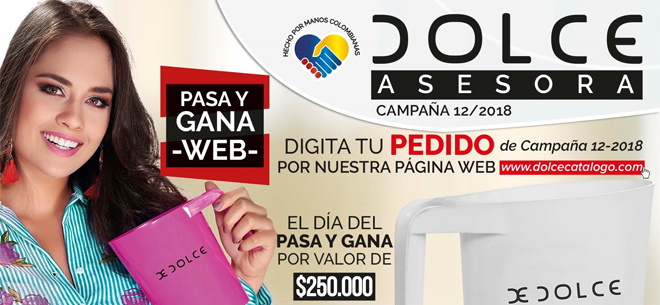 HECHO POR MANOS COLOMBIANAS
DOLCE
ASESORA
CAMPAÑA 12/2018
PASA Y
GANA
-WEB-
DIGITA TU PEDIDO de Campaña 12-2018
POR NUESTRA PÁGINA WEB www.dolcecatalogo.com
EL DÍA DEL
PASA Y GANA
POR VALOR DE
$250.000
DOLCE
DOLCE